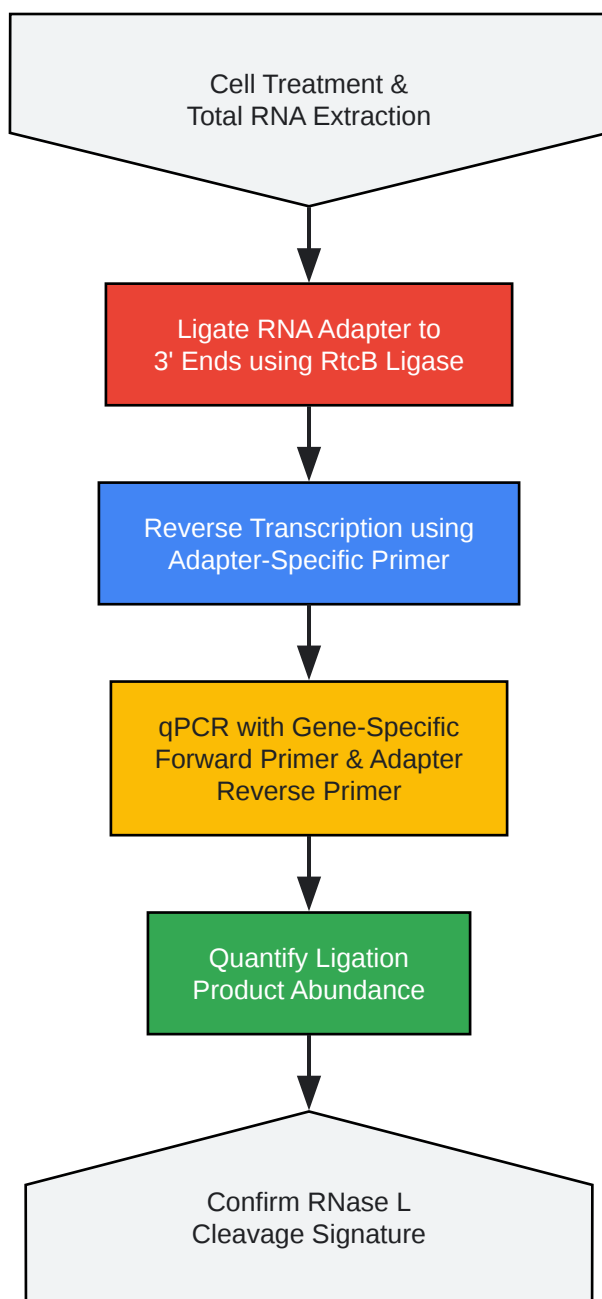 Cell Treatment &
Total RNA Extraction
Ligate RNA Adapter to
3' Ends using RtcB Ligase
Reverse Transcription using
Adapter-Specific Primer
qPCR with Gene-Specific
Forward Primer & Adapter
Reverse Primer
Quantify Ligation
Product Abundance
Confirm RNase L
Cleavage Signature